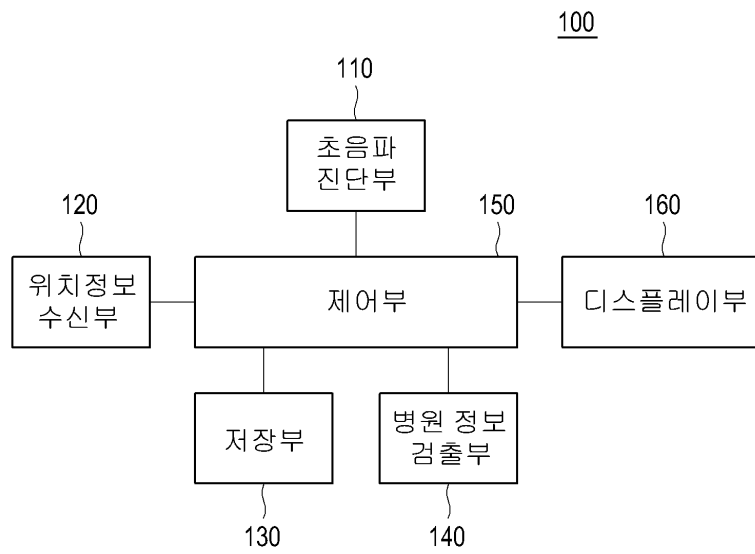 100
110
초음파
진단부
120
위치정보
수신부
150
제어부
160
디스플레이부
저장부
130
병원 정보
검출부
140